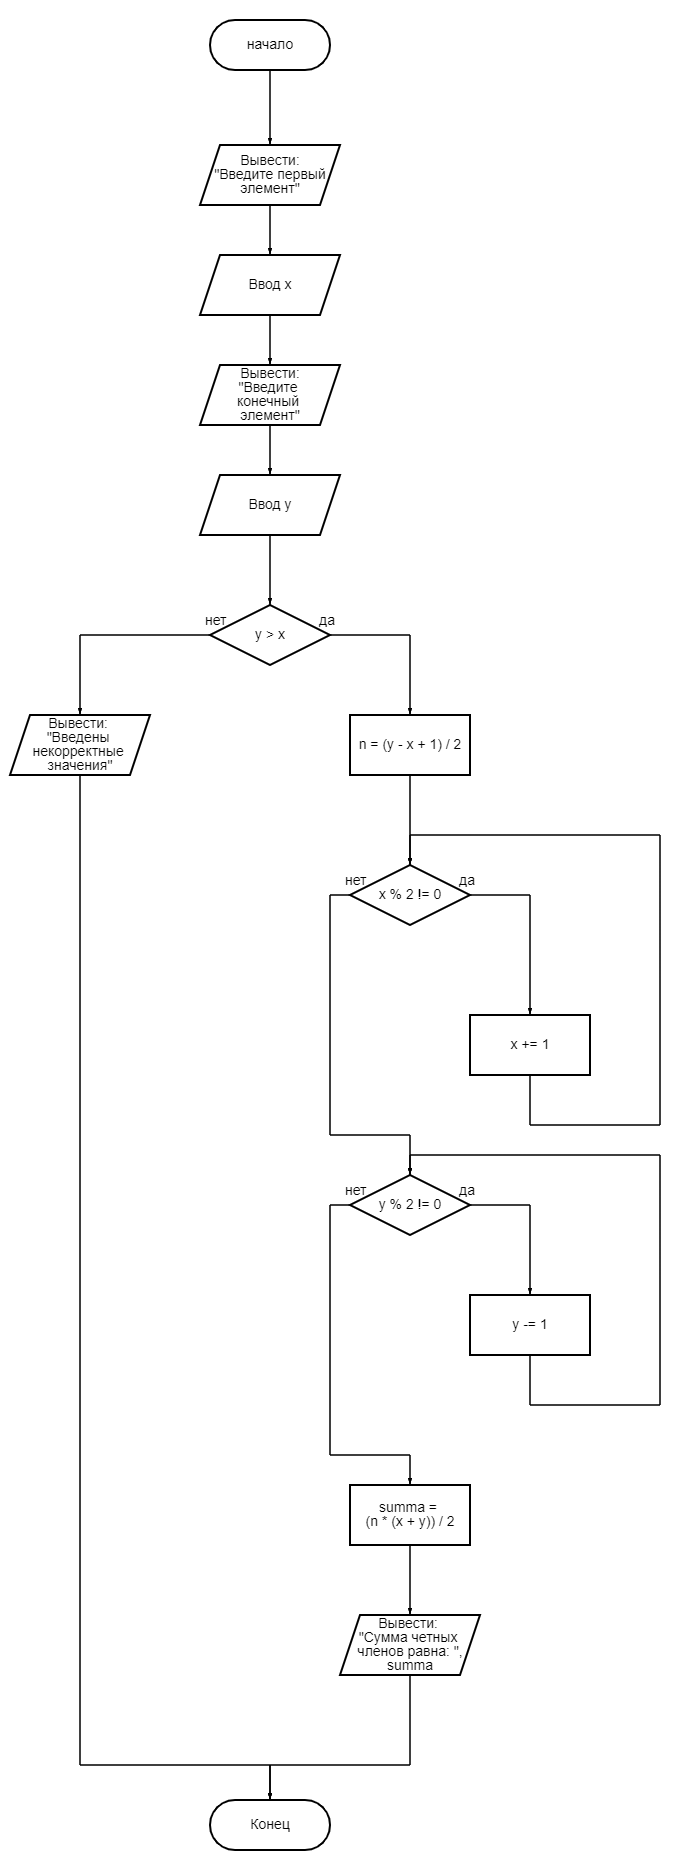 начало
Вывести:
"Введите первый
элемент"
Ввод x
Вывести:
"Введите
конечный
элемент"
Ввод y
нет
да
y > x
Вывести:
"Введены
некорректные
значения"
n = (y - x + 1) / 2
нет
да
x % 2 != 0
x += 1
нет
да
y % 2 != 0
y -= 1
summa =
(n * (x + y)) / 2
Вывести:
"Сумма четных
членов равна: ",
summa
Конец